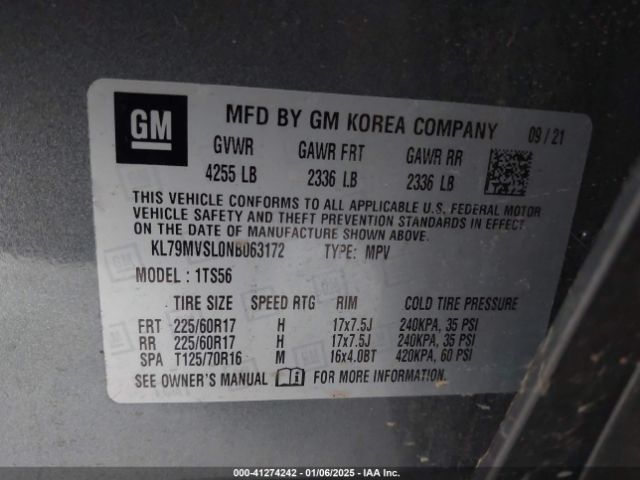 GM MFD BY GM KOREA COMPANY 09/21
GVWR GAWR FRT GAWR RR
4255 LB 2336 LB 2336 LB
THIS VEHICLE CONFORMS TO ALL APPLICABLE U.S. FEDERAL MOTOR
VEHICLE SAFETY AND THEFT PREVENTION STANDARDS IN EFFECT
ON THE DATE OF MANUFACTURE SHOWN ABOVE.
KL79MVSL0NB063172 TYPE: MPV
MODEL: 1TS56
TIRE SIZE SPEED RTG RIM COLD TIRE PRESSURE
FRT 225/60R17 H 17x7.5J 240KPA, 35 PSI
RR 225/60R17 H 17x7.5J 240KPA, 35 PSI
SPA T125/70R16 M 16x4.0BT 420KPA, 60 PSI
SEE OWNER'S MANUAL FOR MORE INFORMATION.
000-41274242 - 01/06/2025 - IAA Inc.